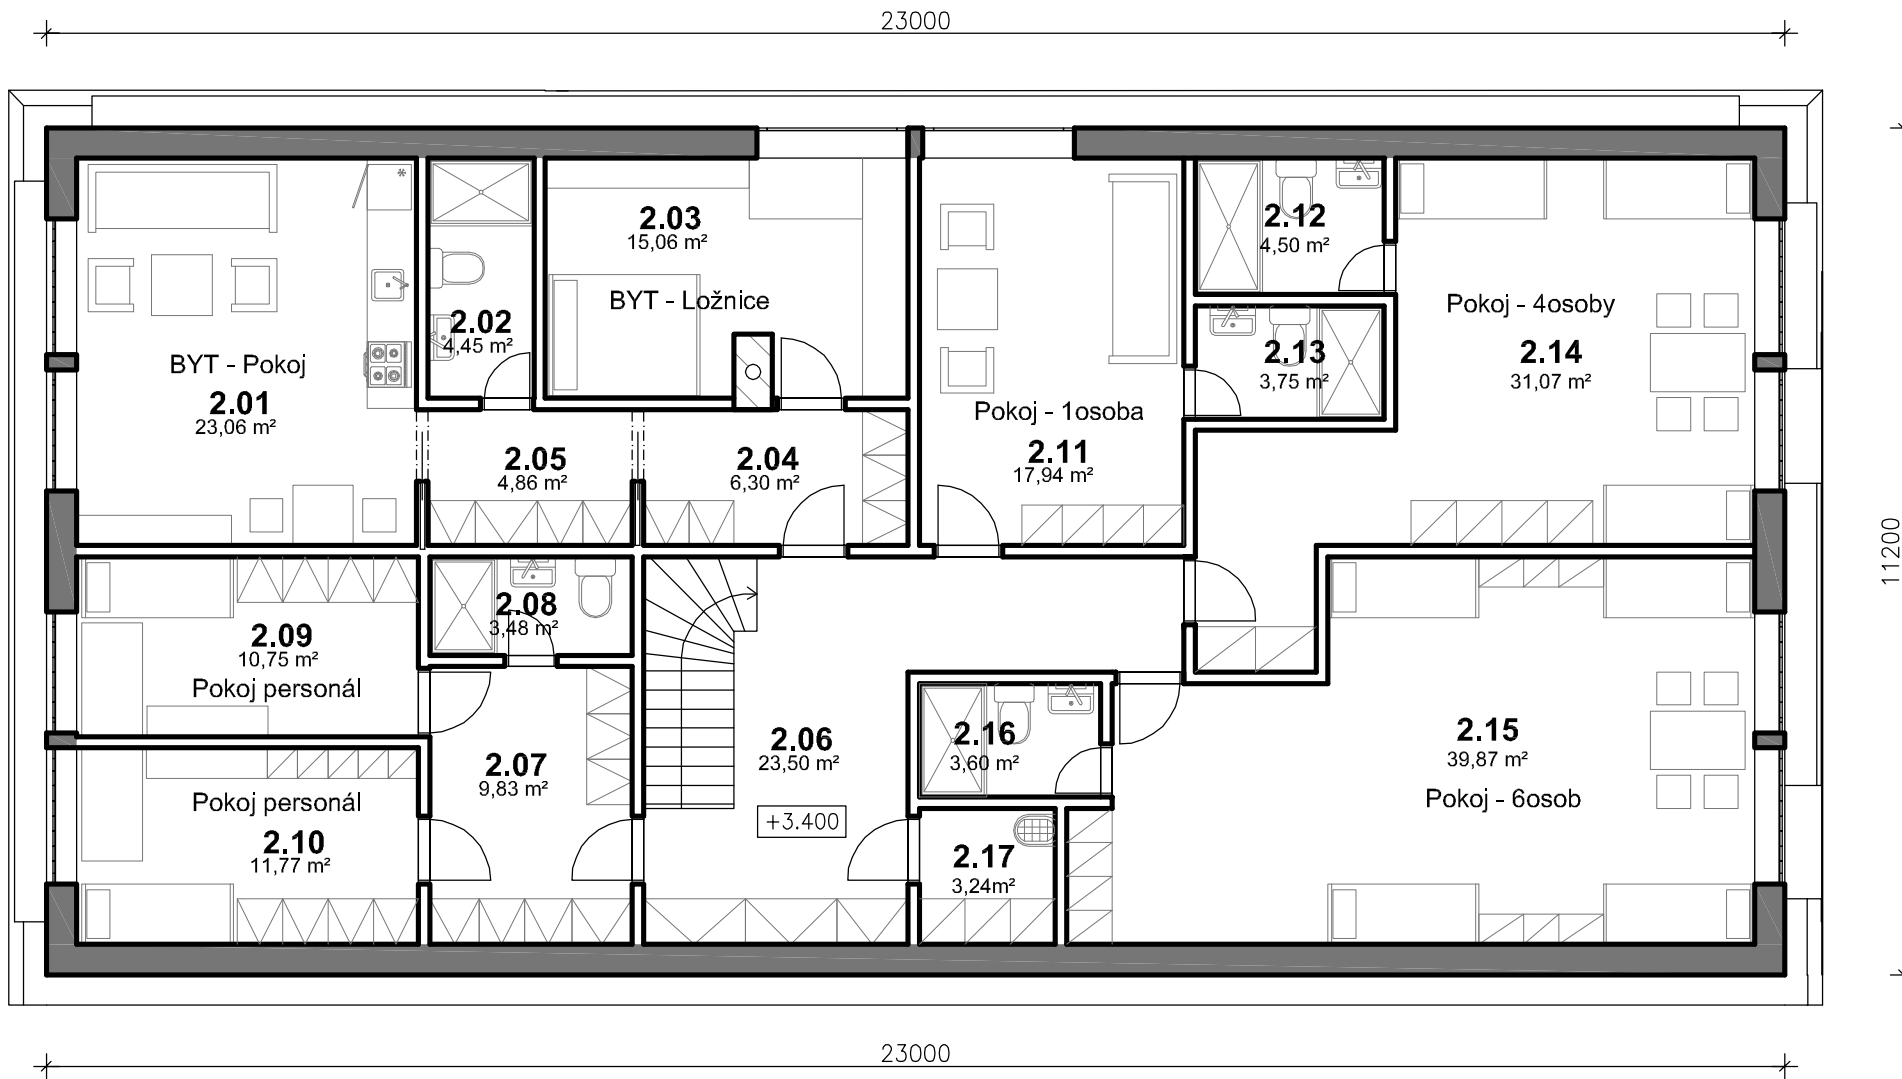 23000
2.01
23,06 m²
BYT - Pokoj
2.02
4,45 m²
2.03
15,06 m²
BYT - Ložnice
2.04
6,30 m²
2.05
4,86 m²
2.11
17,94 m²
Pokoj - 1osoba
2.12
4,50 m²
2.13
3,75 m²
Pokoj - 4osoby
2.14
31,07 m²
2.08
3,48 m²
2.09
10,75 m²
Pokoj personál
Pokoj personál
2.10
11,77 m²
2.07
9,83 m²
2.06
23,50 m²
+3.400
2.16
3,60 m²
2.17
3,24m²
2.15
39,87 m²
Pokoj - 6osob
11200
23000